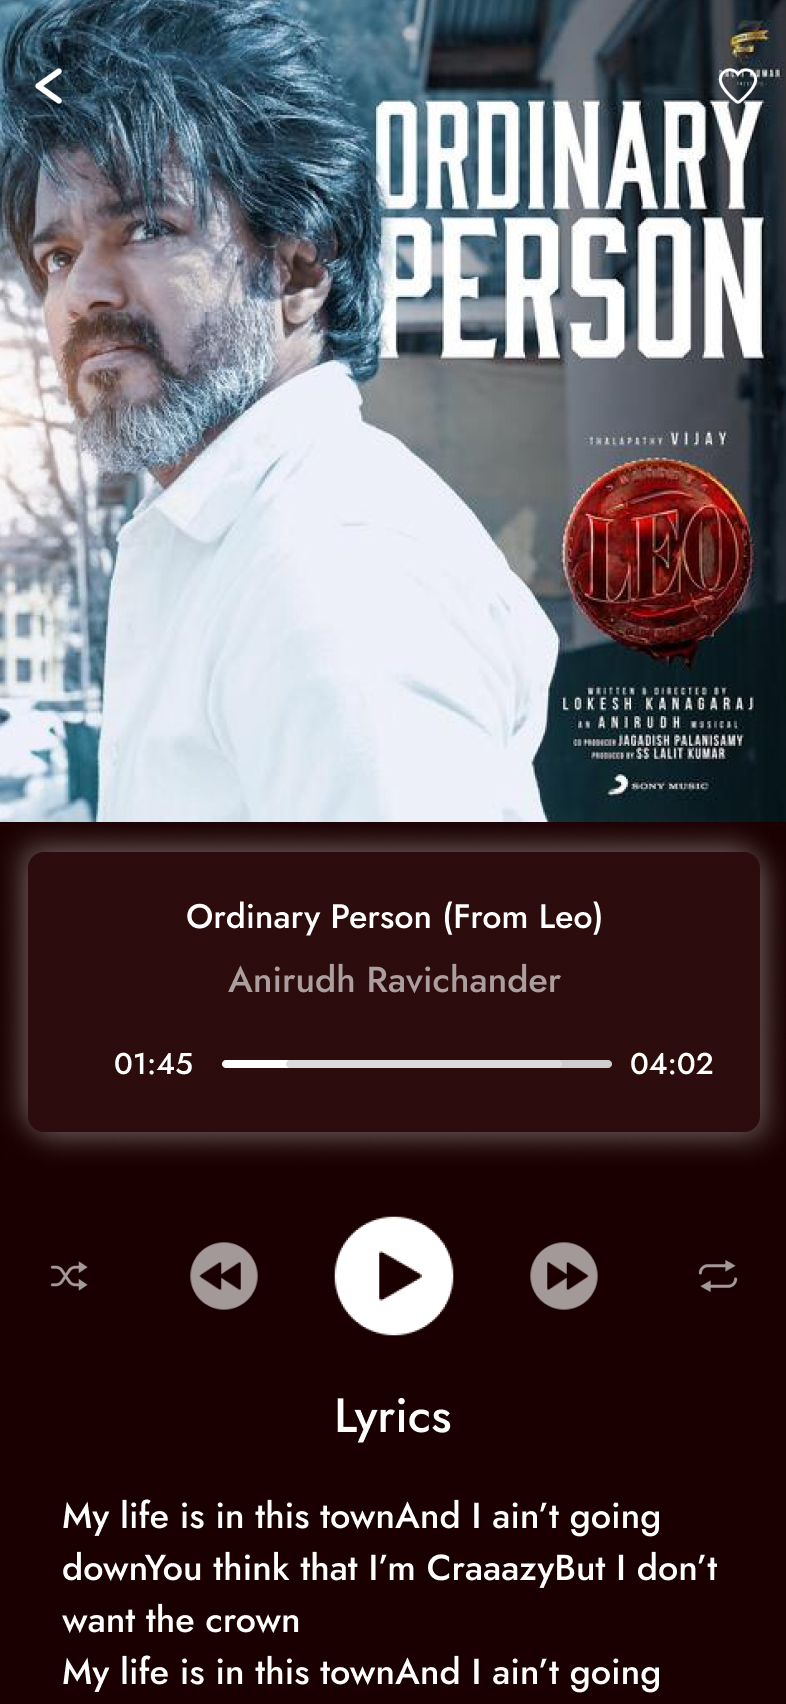 ORDINARY
PERSON
THALAPATHY VIJAY
LEO
WRITTEN & DIRECTED BY
LOKESH KANAGARAJ
AN ANIRUDH MUSICAL
CO PRODUCER JAGADISH PALANISAMY
PRODUCED BY SS LALIT KUMAR
SONY MUSIC
Ordinary Person (From Leo)
Anirudh Ravichander
01:45 04:02
Lyrics
My life is in this townAnd I ain’t going
downYou think that I’m CraaazyBut I don’t
want the crown
My life is in this townAnd I ain’t going